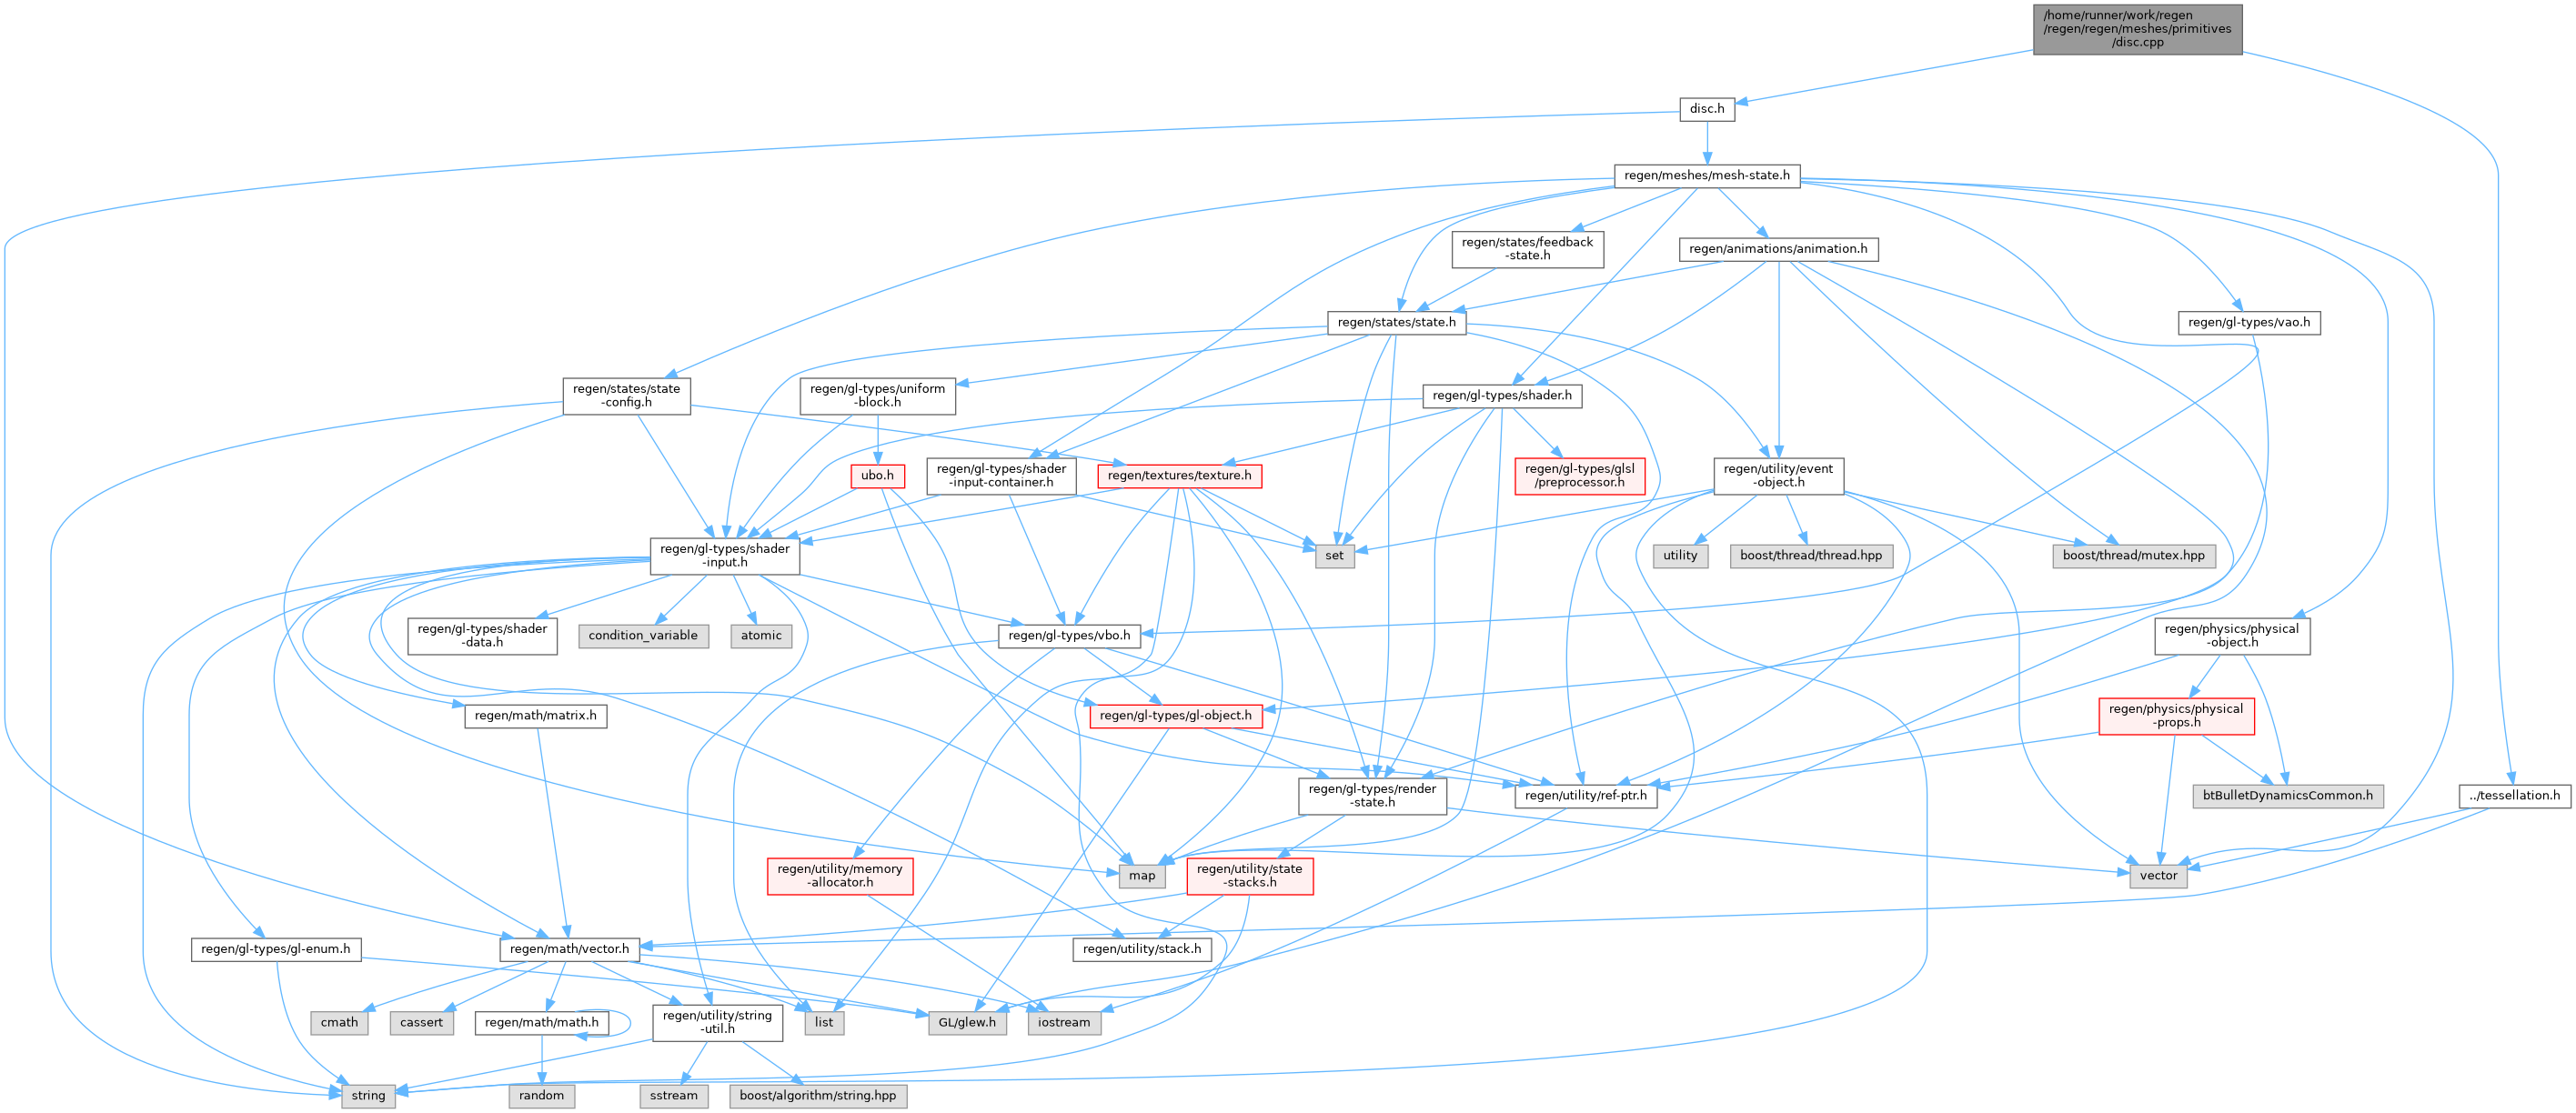 /home/runner/work/regen
/regen/regen/meshes/primitives
/disc.cpp
disc.h
regen/meshes/mesh-state.h
regen/states/feedback
-state.h
regen/animations/animation.h
regen/states/state.h
regen/gl-types/vao.h
regen/states/state
-config.h
regen/gl-types/uniform
-block.h
regen/gl-types/shader.h
ubo.h
regen/gl-types/shader
-input-container.h
regen/textures/texture.h
regen/gl-types/glsl
/preprocessor.h
regen/utility/event
-object.h
regen/gl-types/shader
-input.h
set
utility
boost/thread/thread.hpp
boost/thread/mutex.hpp
regen/gl-types/shader
-data.h
condition_variable
atomic
regen/gl-types/vbo.h
regen/physics/physical
-object.h
regen/math/matrix.h
regen/gl-types/gl-object.h
regen/physics/physical
-props.h
regen/gl-types/render
-state.h
regen/utility/ref-ptr.h
btBulletDynamicsCommon.h
../tessellation.h
regen/utility/memory
-allocator.h
map
regen/utility/state
-stacks.h
vector
regen/gl-types/gl-enum.h
regen/math/vector.h
regen/utility/stack.h
cmath
cassert
regen/math/math.h
regen/utility/string
-util.h
list
GL/glew.h
iostream
string
random
sstream
boost/algorithm/string.hpp